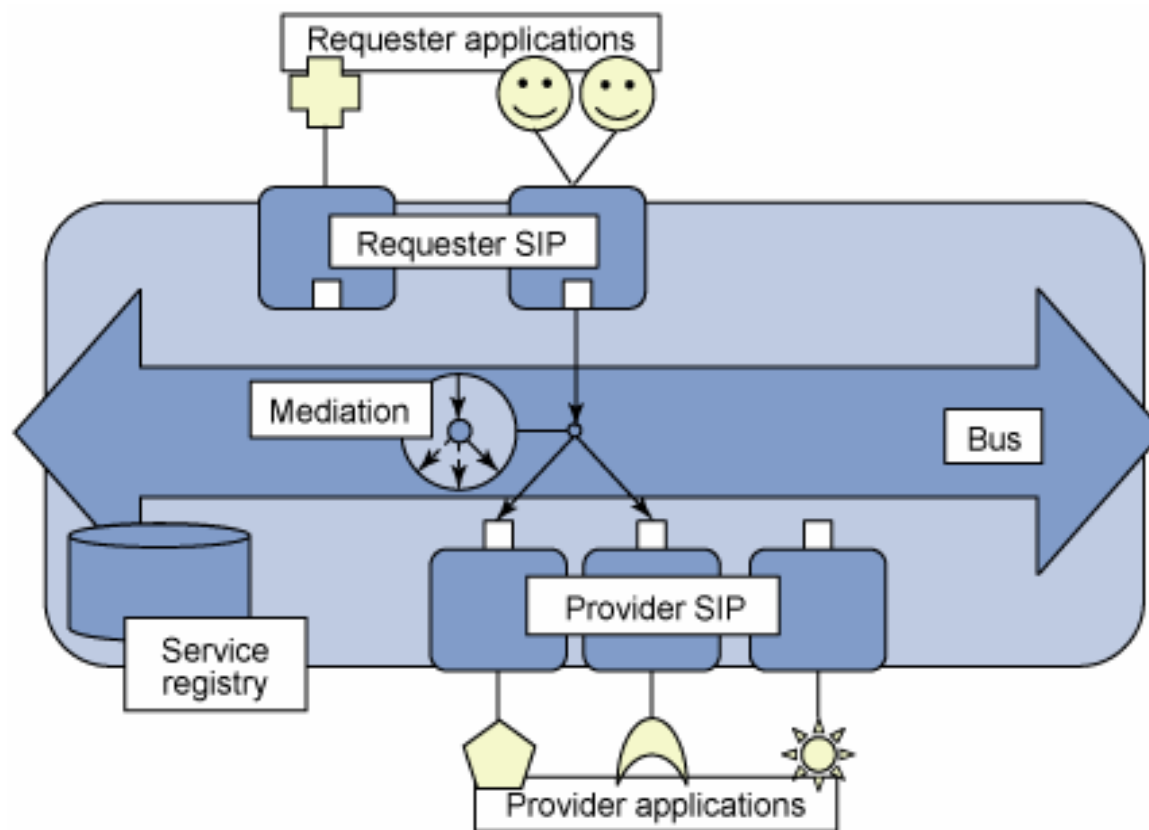 Requester applications
Requester SIP
Mediation
Bus
Provider SIP
Service
registry
Provider applications